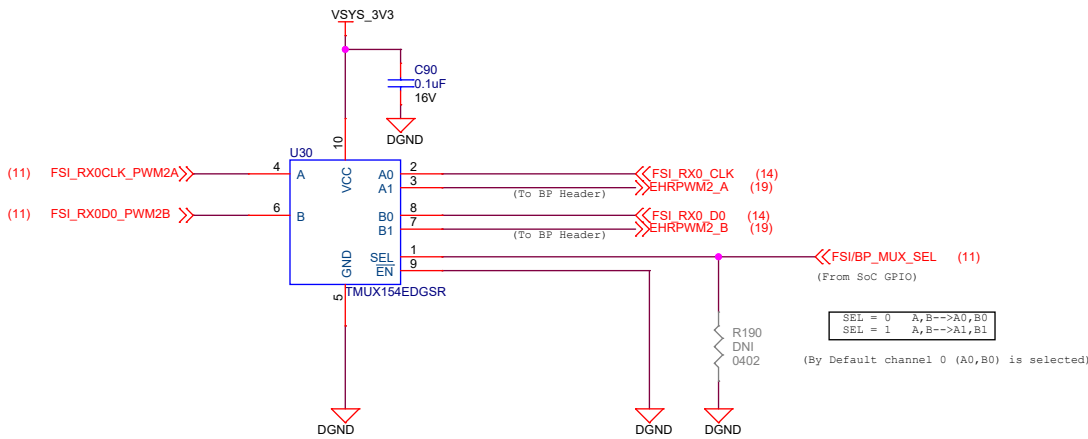 VSYS_3V3
C90
0.1uF
16V
DGND
10
U30
(11) FSI_RX0CLK_PWM2A
4
A
VCC
A0
2
FSI_RX0_CLK (14)
A1
3
(To BP Header)
EHRPWM2_A (19)
(11) FSI_RX0D0_PWM2B
6
B
B0
8
FSI_RX0_D0 (14)
B1
7
(To BP Header)
EHRPWM2_B (19)
GND
SEL
1
FSI/BP_MUX_SEL (11)
EN
9
(From SoC GPIO)
5
TMUX154EDGSR
SEL = 0 A,B-->A0,B0
SEL = 1 A,B-->A1,B1
R190
DNI
0402
(By Default channel 0 (A0,B0) is selected)
DGND
DGND
DGND